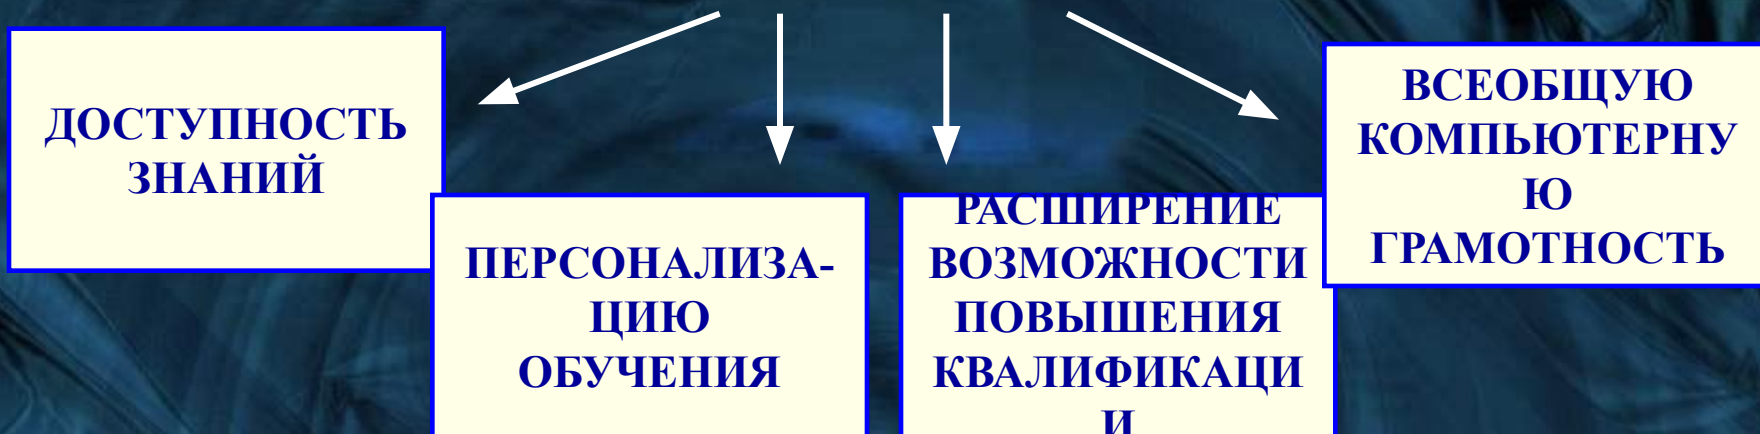 ДОСТУПНОСТЬ
ЗНАНИЙ
ПЕРСОНАЛИЗА-
ЦИЮ
ОБУЧЕНИЯ
РАСШИРЕНИЕ
ВОЗМОЖНОСТИ
ПОВЫШЕНИЯ
КВАЛИФИКАЦИ
И
ВСЕОБЩУЮ
КОМПЬЮТЕРНУ
Ю
ГРАМОТНОСТЬ